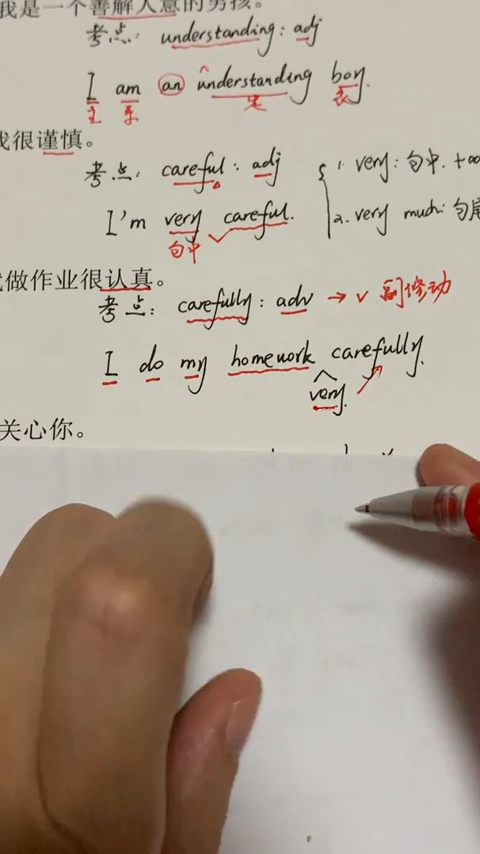 我是一个善解人意的男孩。
考点: understanding: adj
I am an understanding boy.
主 系 定 表
我很谨慎。
考点: careful: adj
1. very: 句中. +
I'm very careful.
2. very much: 句尾
句中
做作业很认真。
考点: carefully: adv → v 副修动
I do my homework carefully.
very.
关心你。